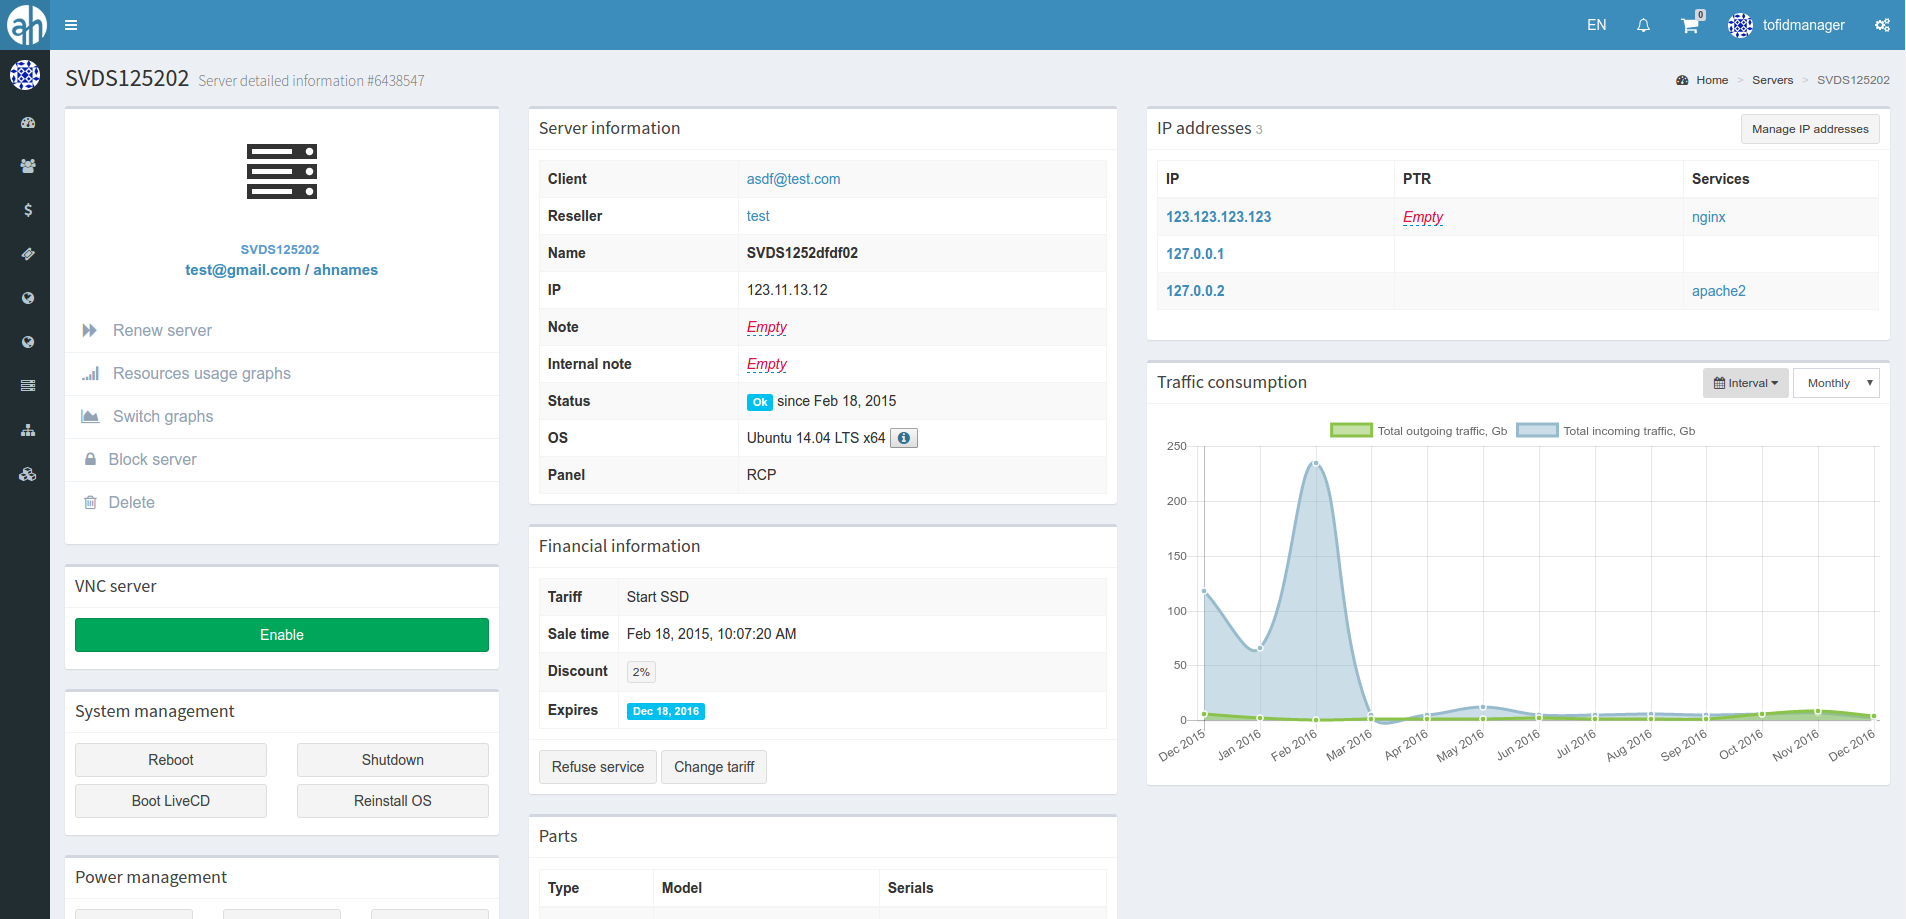 ah
EN
0
tofidmanager
SVDS125202 Server detailed information #6438547
Home > Servers > SVDS125202
SVDS125202
test@gmail.com / ahnames
Renew server
Resources usage graphs
Switch graphs
Block server
Delete
VNC server
Enable
System management
Reboot Shutdown
Boot LiveCD Reinstall OS
Power management
Server information
Client asdf@test.com
Reseller test
Name SVDS1252dfdf02
IP 123.11.13.12
Note Empty
Internal note Empty
Status Ok since Feb 18, 2015
OS Ubuntu 14.04 LTS x64
Panel RCP
Financial information
Tariff Start SSD
Sale time Feb 18, 2015, 10:07:20 AM
Discount 2%
Expires Dec 18, 2016
Refuse service Change tariff
Parts
Type Model Serials
IP addresses 3 Manage IP addresses
IP PTR Services
123.123.123.123 Empty nginx
127.0.0.1
127.0.0.2 apache2
Traffic consumption Interval Monthly
Total outgoing traffic, Gb Total incoming traffic, Gb
250
200
150
100
50
0
Dec 2015 Jan 2016 Feb 2016 Mar 2016 Apr 2016 May 2016 Jun 2016 Jul 2016 Aug 2016 Sep 2016 Oct 2016 Nov 2016 Dec 2016